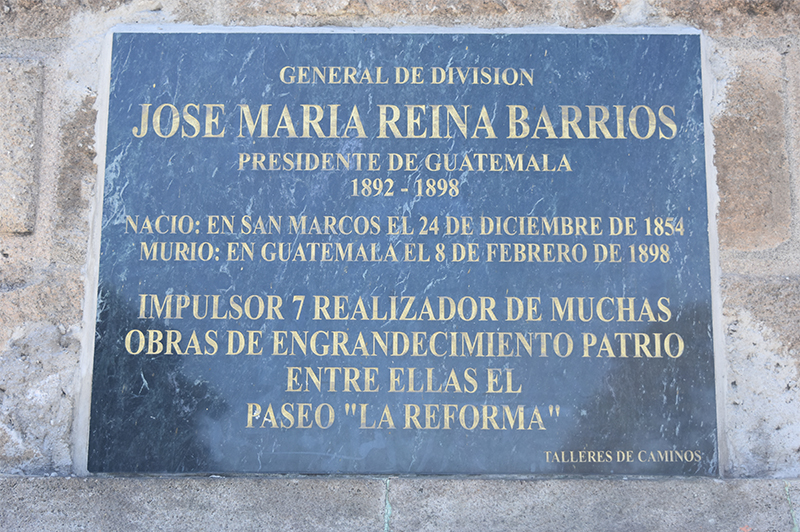 GENERAL DE DIVISION
JOSE MARIA REINA BARRIOS
PRESIDENTE DE GUATEMALA
1892 - 1898
NACIO: EN SAN MARCOS EL 24 DE DICIEMBRE DE 1854
MURIO: EN GUATEMALA EL 8 DE FEBRERO DE 1898
IMPULSOR 7 REALIZADOR DE MUCHAS
OBRAS DE ENGRANDECIMIENTO PATRIO
ENTRE ELLAS EL
PASEO "LA REFORMA"
TALLERES DE CAMINOS